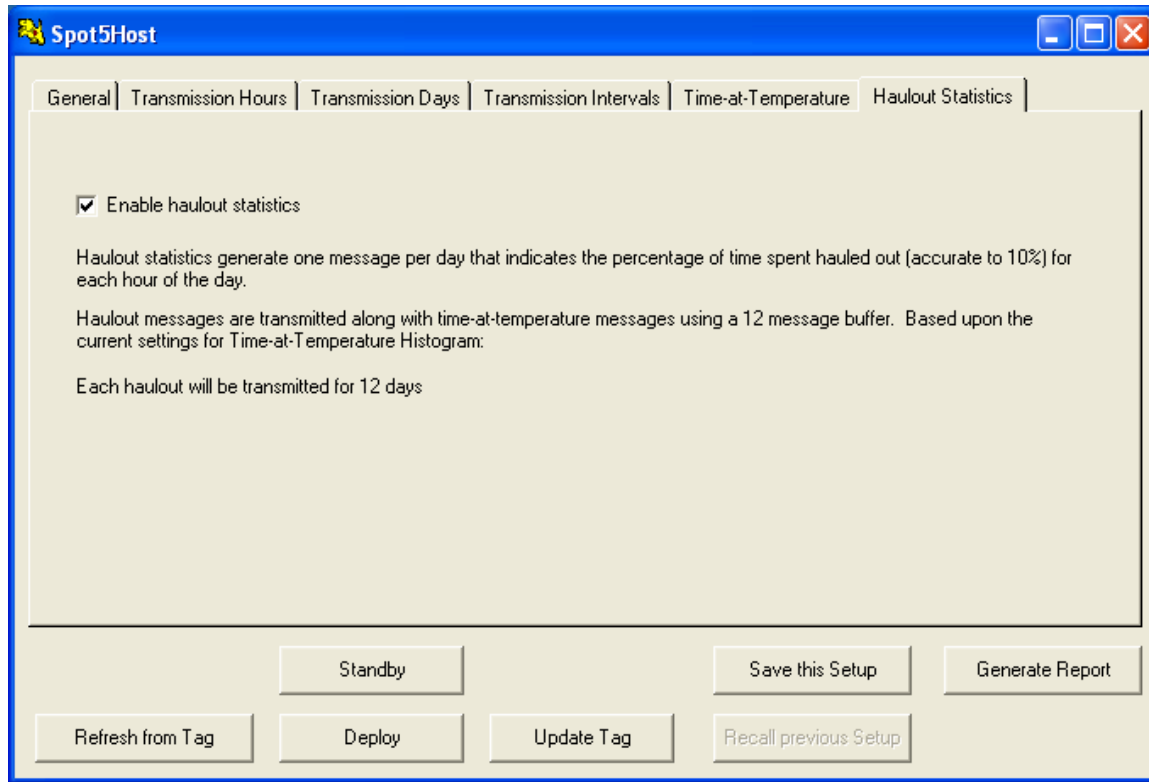 Spot5Host
General Transmission Hours Transmission Days Transmission Intervals Time-at-Temperature Haulout Statistics
Enable haulout statistics
Haulout statistics generate one message per day that indicates the percentage of time spent hauled out (accurate to 10%) for
each hour of the day.
Haulout messages are transmitted along with time-at-temperature messages using a 12 message buffer. Based upon the
current settings for Time-at-Temperature Histogram:
Each haulout will be transmitted for 12 days
Standby Save this Setup Generate Report
Refresh from Tag Deploy Update Tag Recall previous Setup